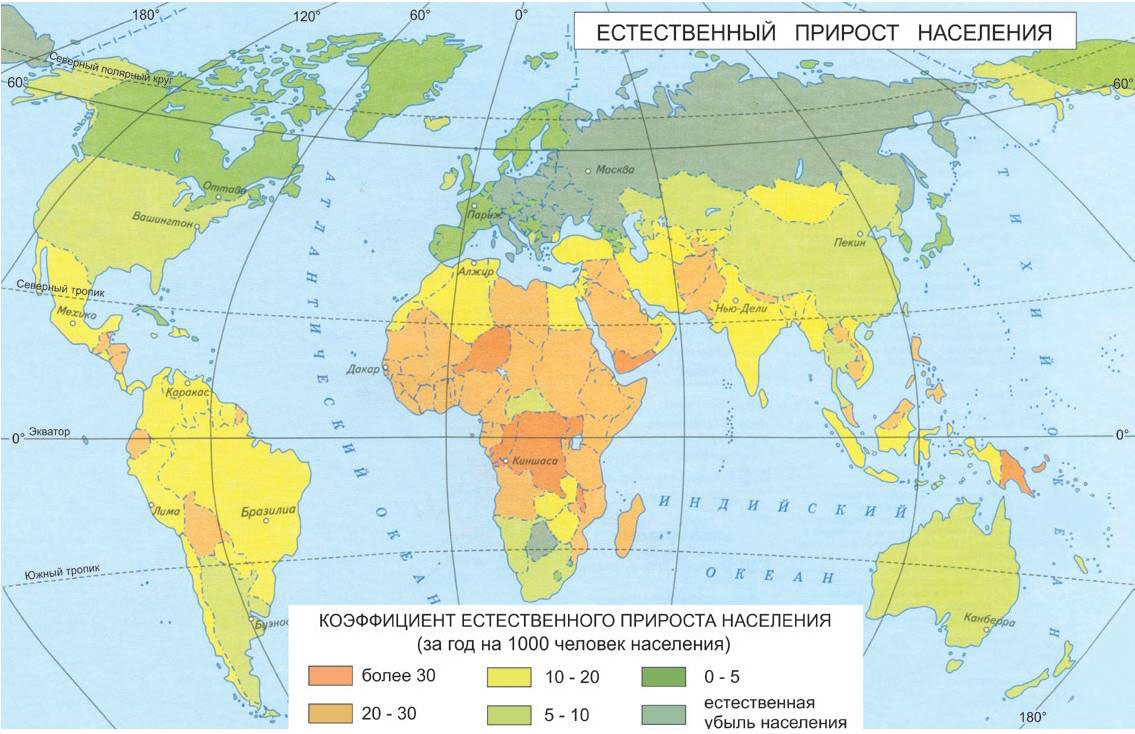 180°
120°
60°
0°
ЕСТЕСТВЕННЫЙ ПРИРОСТ НАСЕЛЕНИЯ
Северный полярный круг
60°
60°
Москва
Оттава
Париж
Вашингтон
Пекин
АТЛАНТИЧЕСКИЙ ОКЕАН
ТИХИЙ ОКЕАН
Алжир
Северный тропик
Нью-Дели
Мехико
Дакар
Каракас
0°
Экватор
0°
Киншаса
Лима
Бразилиа
ИНДИЙСКИЙ
ОКЕАН
Южный тропик
Канберра
Буэнос
КОЭФФИЦИЕНТ ЕСТЕСТВЕННОГО ПРИРОСТА НАСЕЛЕНИЯ
(за год на 1000 человек населения)
более 30
10 - 20
0 - 5
20 - 30
5 - 10
естественная
убыль населения
180°